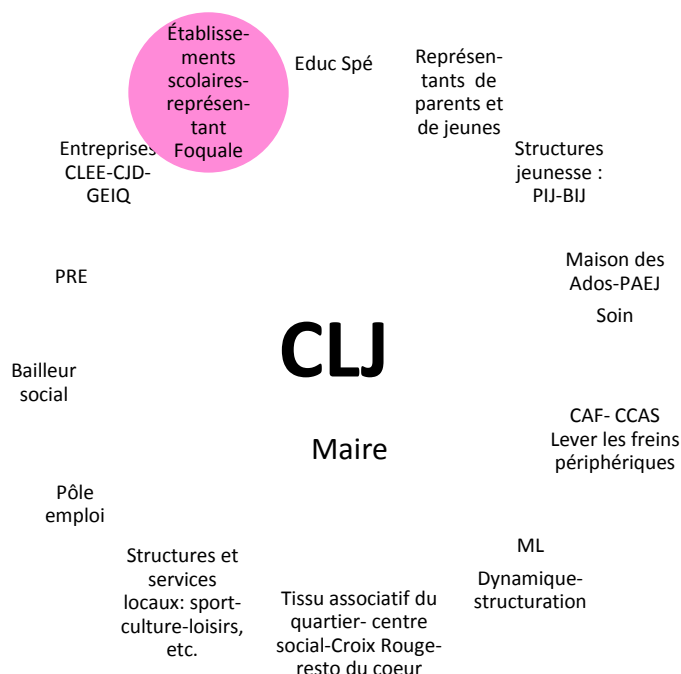 Établisse-
ments
scolaires-
représen-
tant
Foquale
Educ Spé
Représen-
tants de
parents et
de jeunes
Structures
jeunesse :
PIJ-BIJ
Maison des
Ados-PAEJ
Soin
CAF- CCAS
Lever les freins
périphériques
ML
Dynamique-
structuration
Tissu associatif du
quartier- centre
social-Croix Rouge-
resto du coeur
Structures et
services
locaux: sport-
culture-loisirs,
etc.
Pôle
emploi
Bailleur
social
PRE
Entreprises
CLEE-CJD-
GEIQ
CLJ
Maire